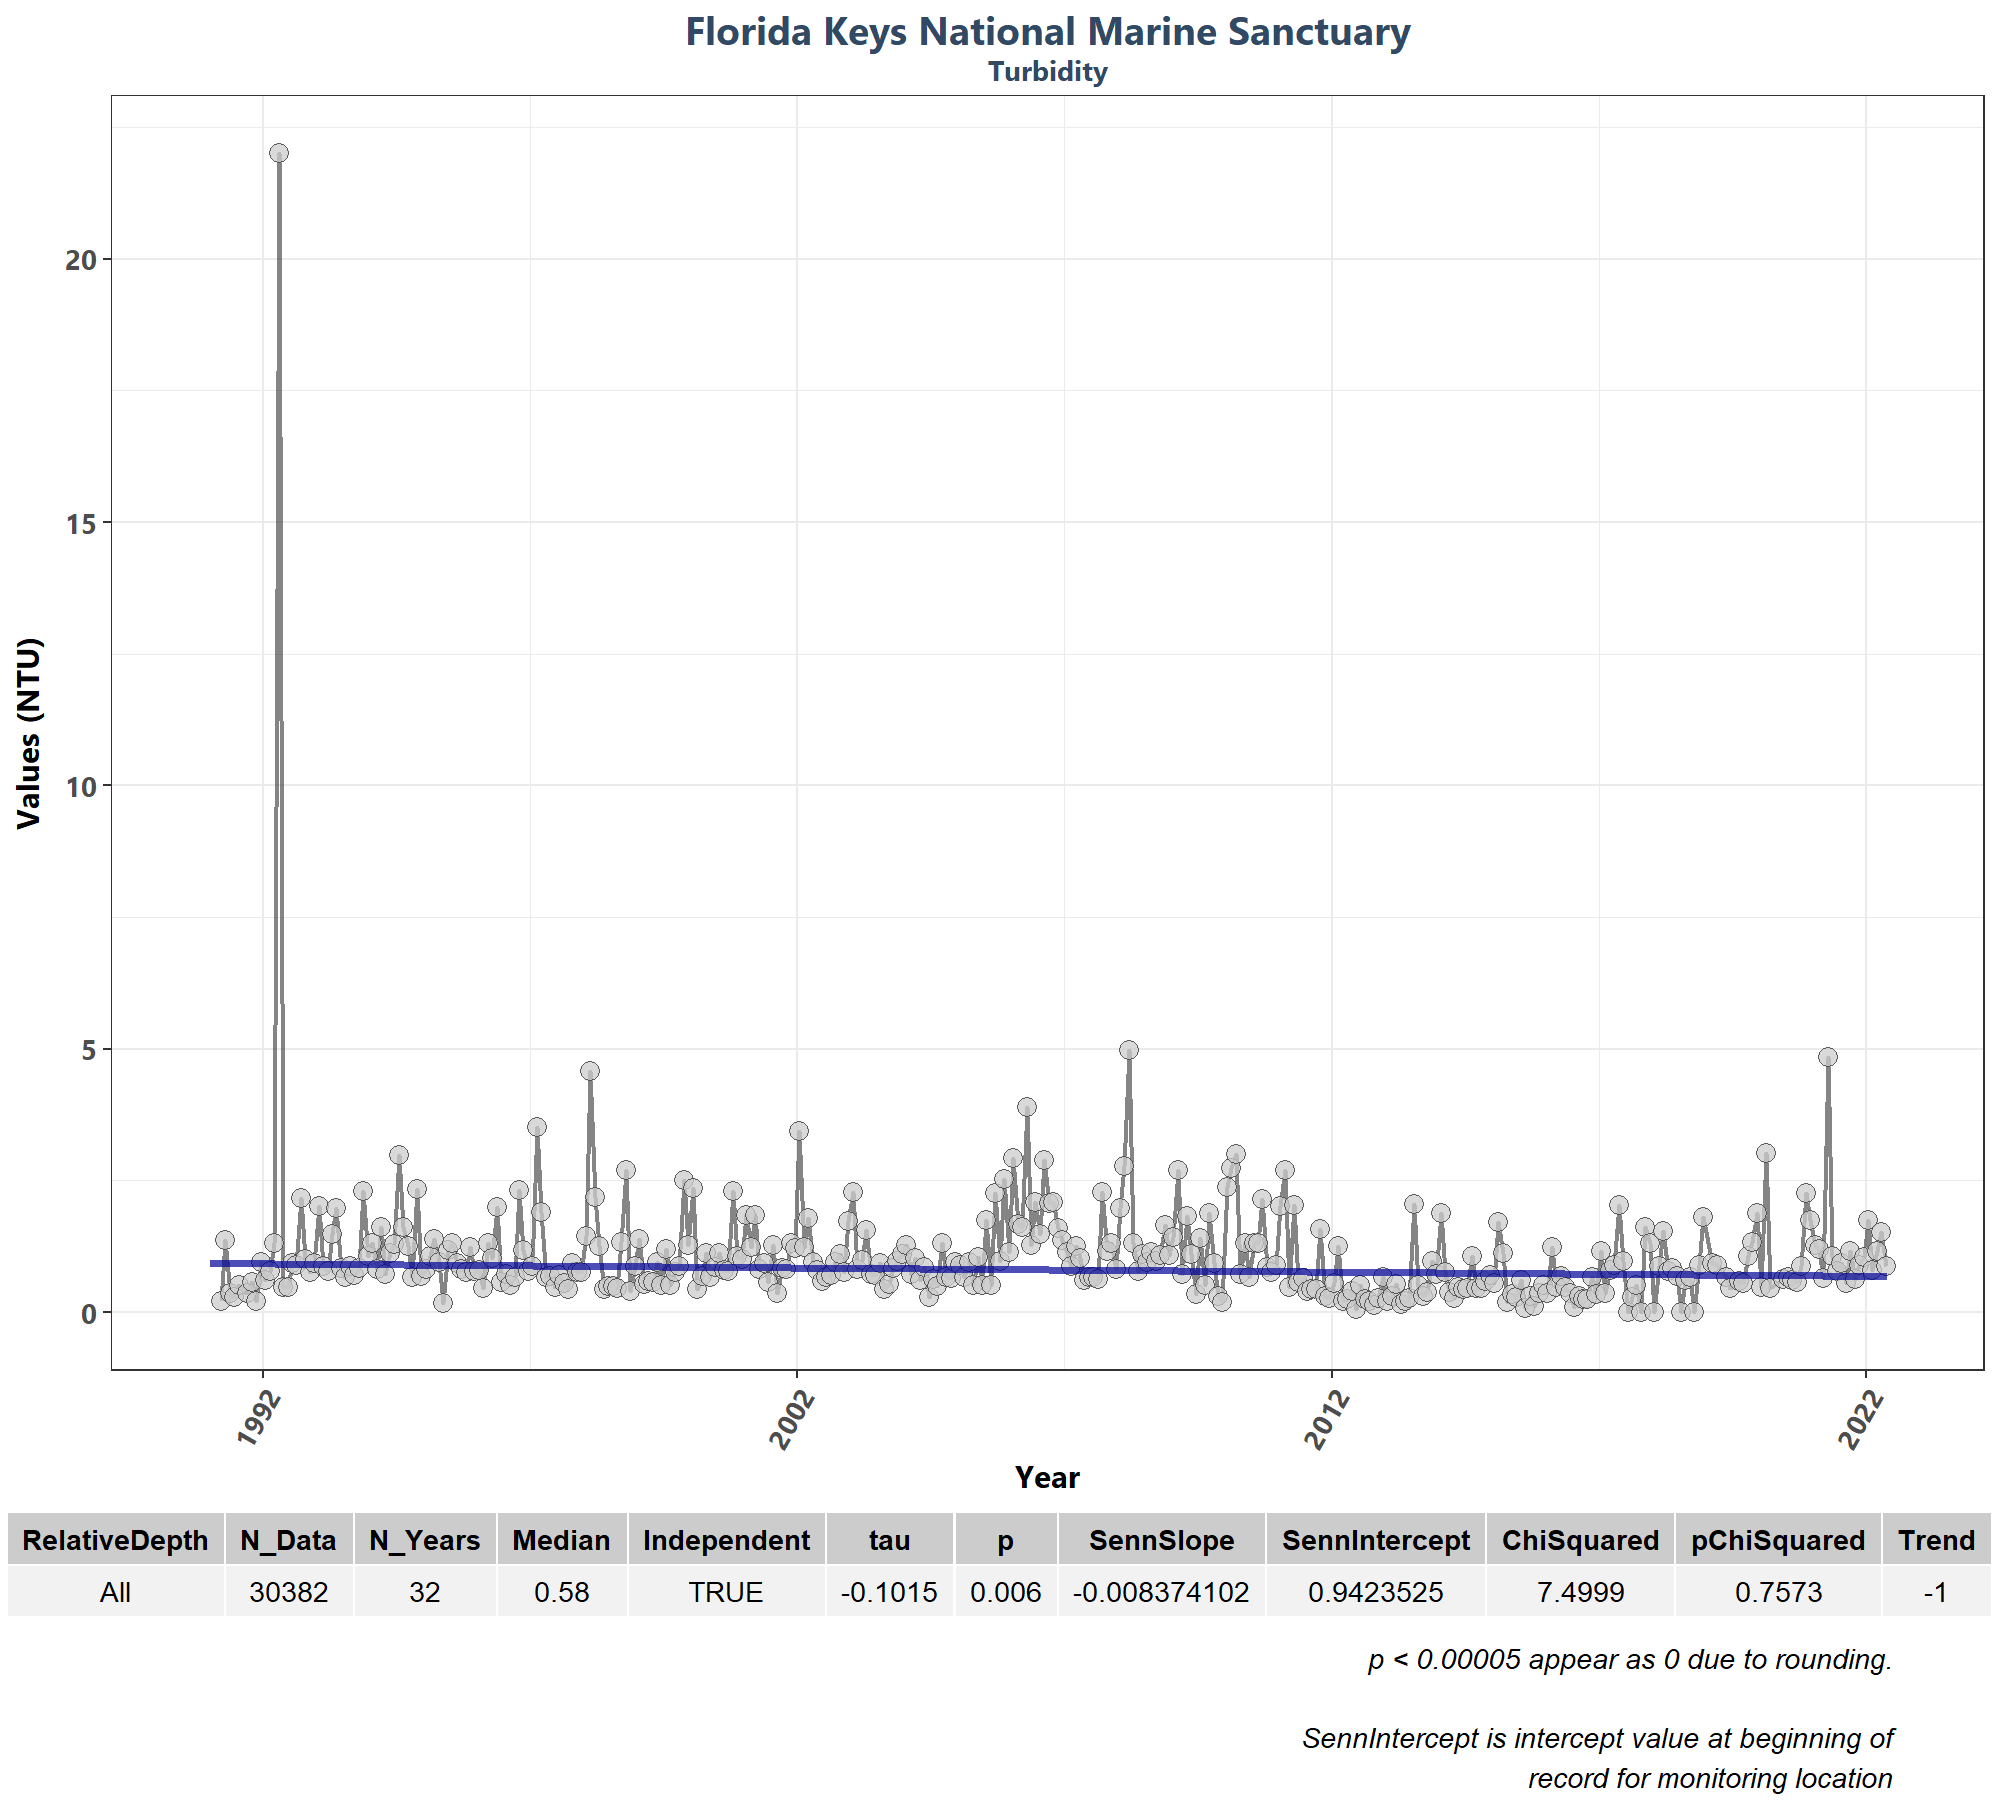 Florida Keys National Marine Sanctuary
Turbidity
Values (NTU)
20
15
10
5
0
1992
2002
2012
2022
Year
RelativeDepth N_Data N_Years Median Independent tau p SennSlope SennIntercept ChiSquared pChiSquared Trend
All 30382 32 0.58 TRUE -0.1015 0.006 -0.008374102 0.9423525 7.4999 0.7573 -1
p < 0.00005 appear as 0 due to rounding.
SennIntercept is intercept value at beginning of
record for monitoring location